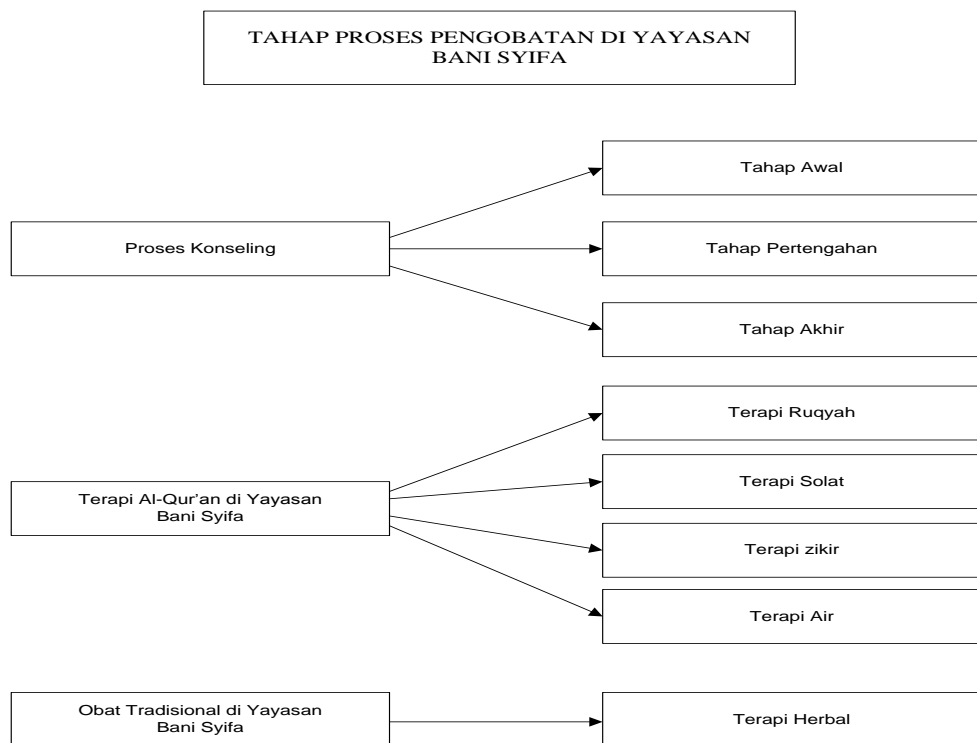 TAHAP PROSES PENGOBATAN DI YAYASAN
BANI SYIFA
Proses Konseling
Tahap Awal
Tahap Pertengahan
Tahap Akhir
Terapi Al-Qur’an di Yayasan
Bani Syifa
Terapi Ruqyah
Terapi Solat
Terapi zikir
Terapi Air
Obat Tradisional di Yayasan
Bani Syifa
Terapi Herbal